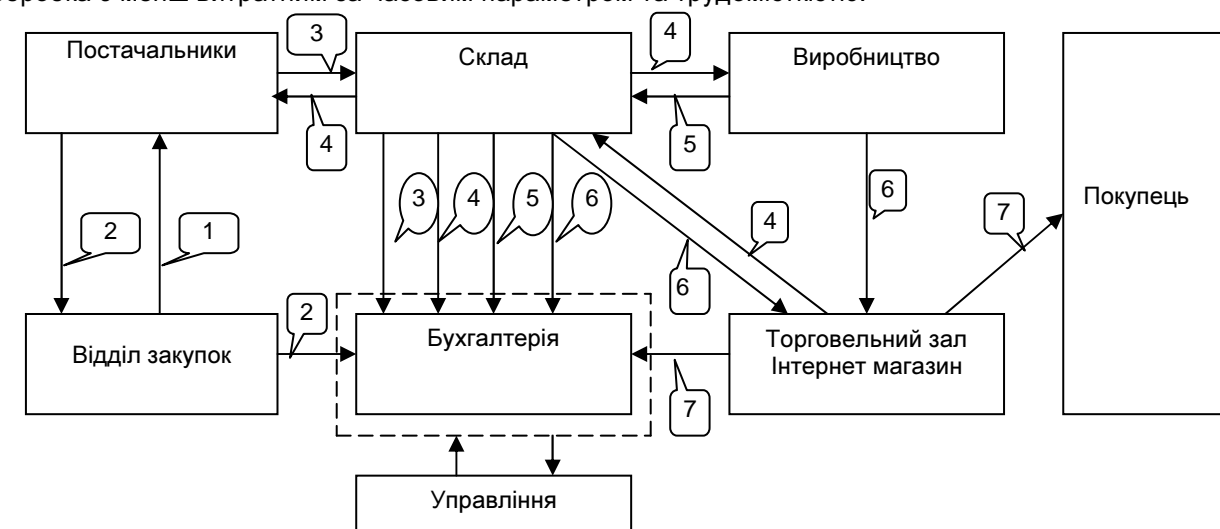 3
4
Постачальники
Склад
Виробництво
4
5
3
4
5
6
6
Покупець
7
2
1
4
6
2
Бухгалтерія
Торговельний зал
Інтернет магазин
Відділ закупок
7
Управління